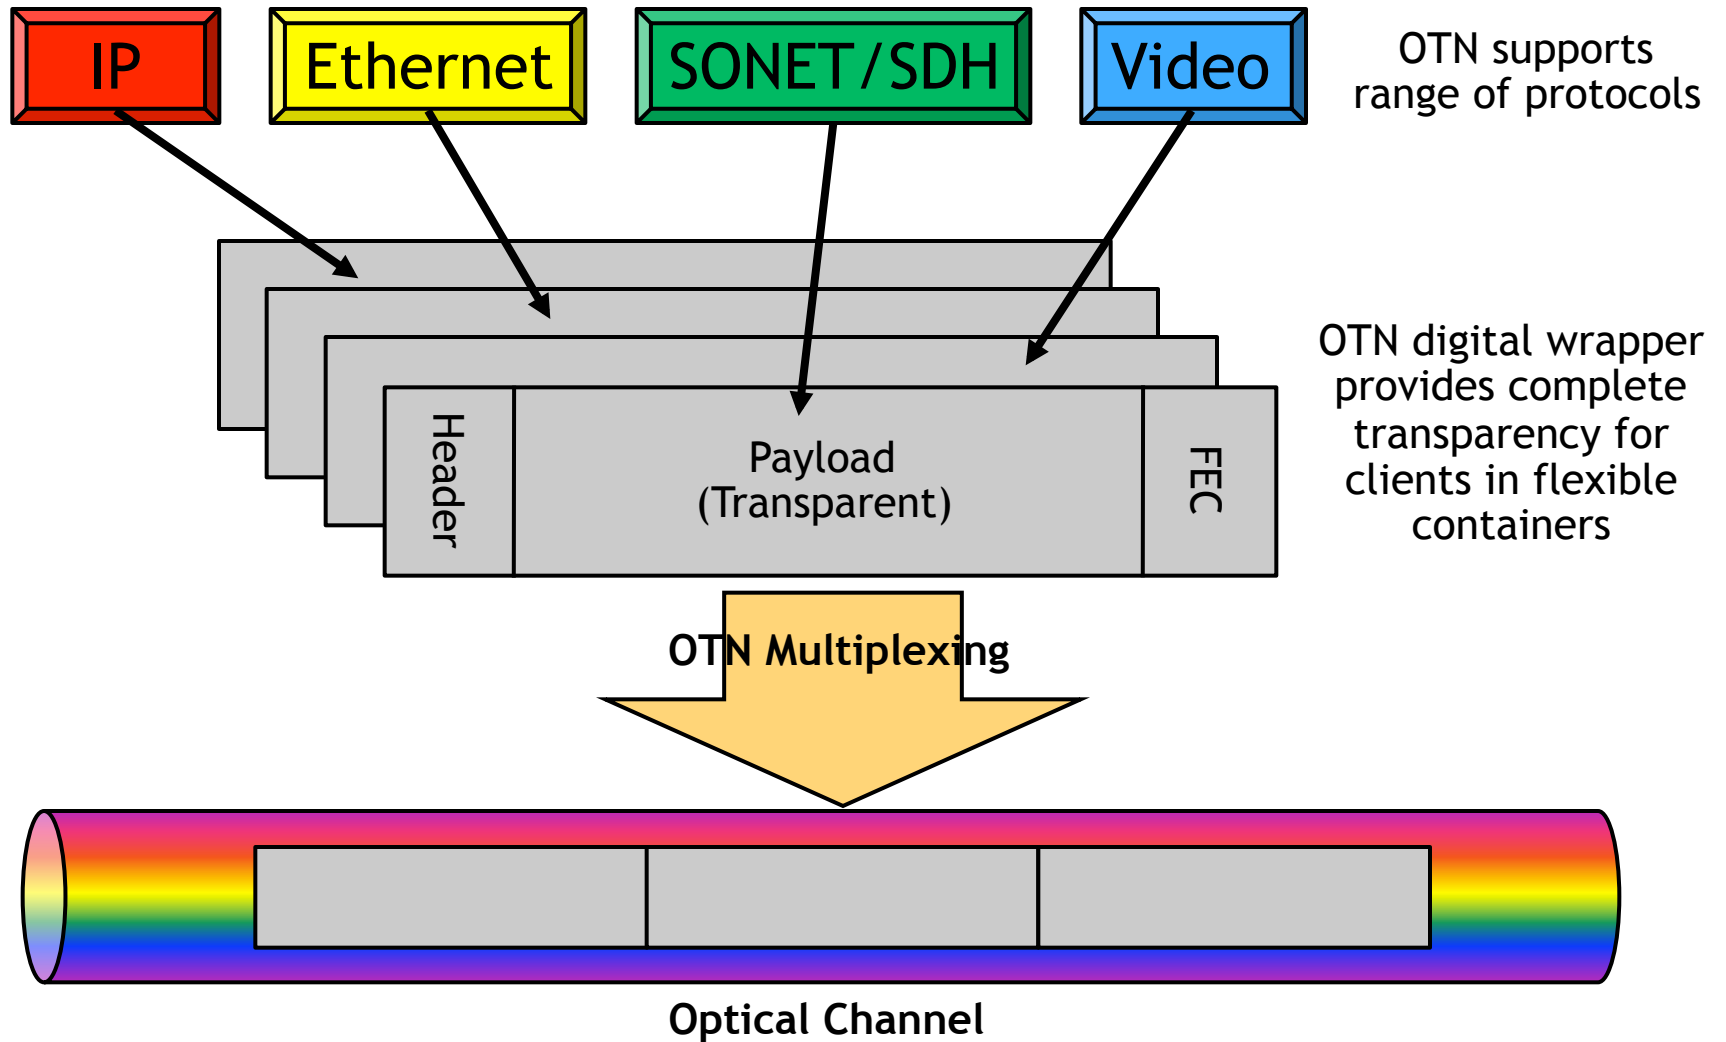 IP
Ethernet
SONET/SDH
Video
OTN supports
range of protocols
OTN digital wrapper
provides complete
transparency for
clients in flexible
containers
Header
Payload
(Transparent)
FEC
OTN Multiplexing
Optical Channel